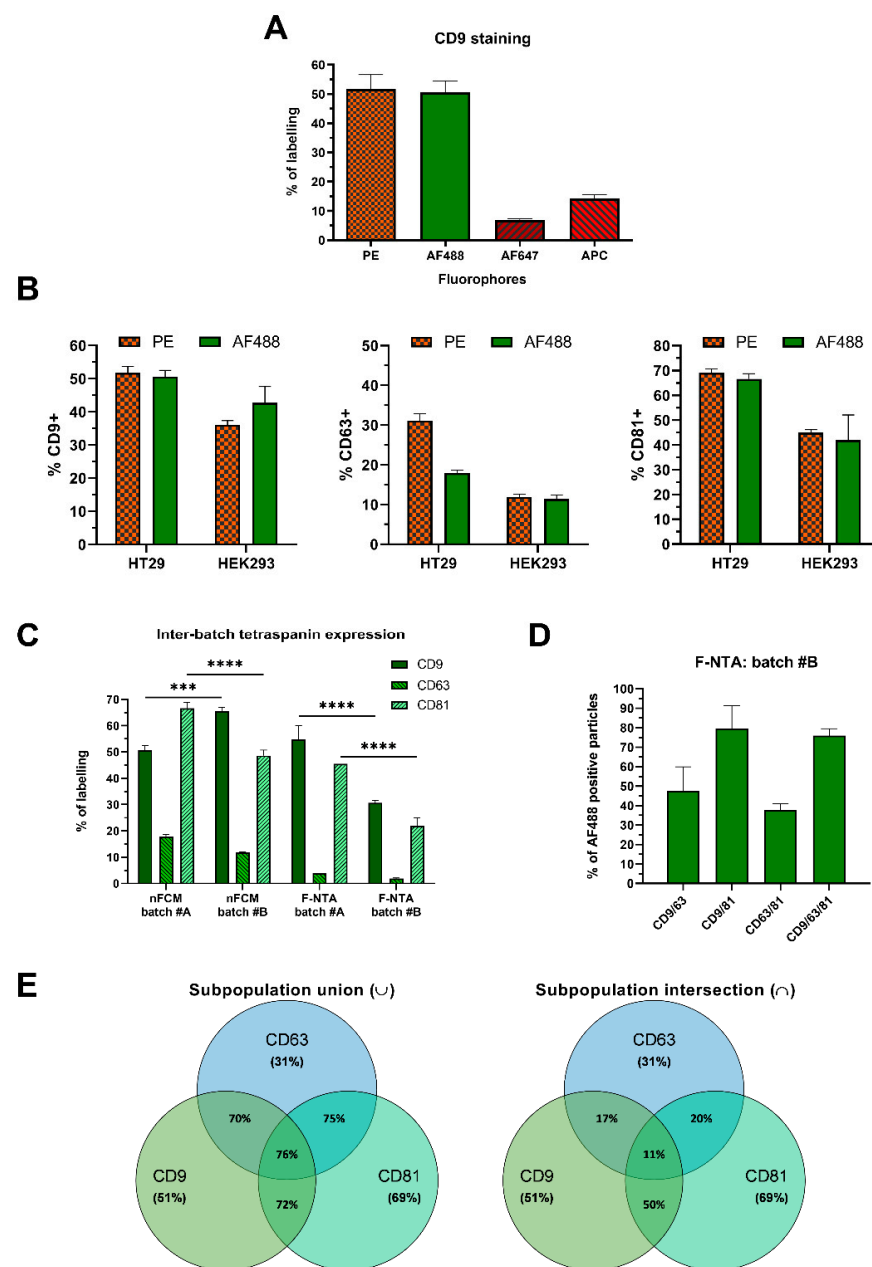 A
CD9 staining
% of labelling
60
50
40
30
20
10
0
PE AF488 AF647 APC
Fluorophores
B
PE AF488
% CD9+
60
50
40
30
20
10
0
HT29 HEK293
PE AF488
% CD63+
50
40
30
20
10
0
HT29 HEK293
PE AF488
% CD81+
80
70
60
50
40
30
20
10
0
HT29 HEK293
C
Inter-batch tetraspanin expression
CD9
CD63
CD81
****
***
****
****
% of labelling
70
60
50
40
30
20
10
0
nFCM nFCM F-NTA F-NTA
batch #A batch #B batch #A batch #B
D
F-NTA: batch #B
% of AF488 positive particles
100
90
80
70
60
50
40
30
20
10
0
CD9/63
CD9/81
CD63/81
CD9/63/81
E
Subpopulation union (∪)
CD63
(31%)
70% 75%
76%
CD9 CD81
(51%) 72% (69%)
Subpopulation intersection (∩)
CD63
(31%)
17% 20%
11%
CD9 CD81
(51%) 50% (69%)